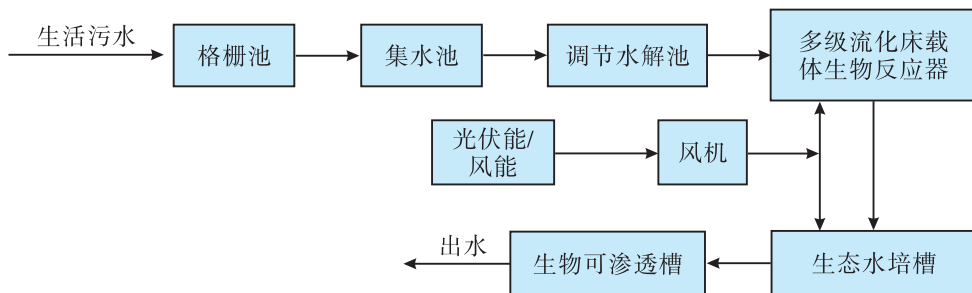 生活污水
格栅池
集水池
调节水解池
多级流化床载
体生物反应器
光伏能/
风能
风机
出水
生物可渗透槽
生态水培槽